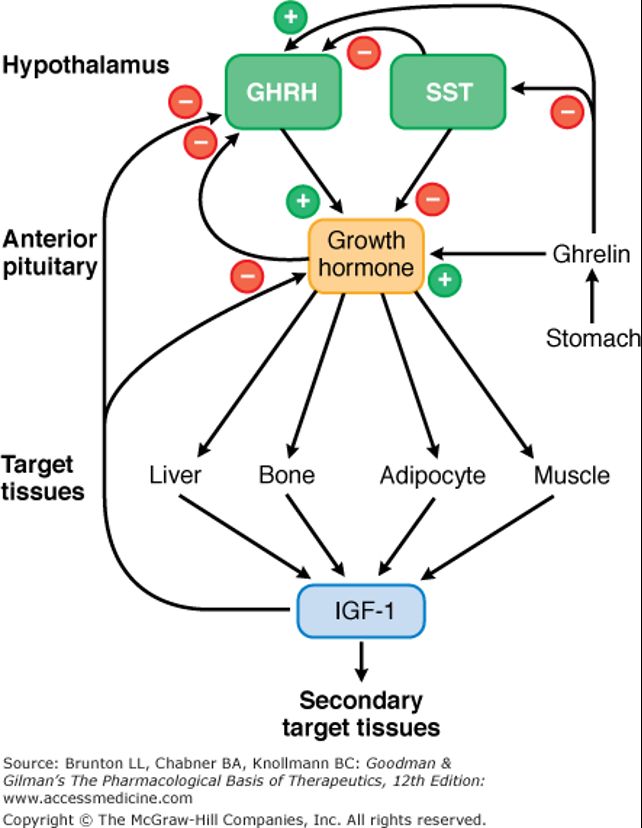 +
−
Hypothalamus
GHRH
SST
−
−
−
+
−
Anterior
pituitary
Growth
hormone
Ghrelin
−
+
Stomach
Target
tissues
Liver
Bone
Adipocyte
Muscle
IGF-1
Secondary
target tissues
Source: Brunton LL, Chabner BA, Knollmann BC: Goodman &
Gilman's The Pharmacological Basis of Therapeutics, 12th Edition:
www.accessmedicine.com
Copyright © The McGraw-Hill Companies, Inc. All rights reserved.